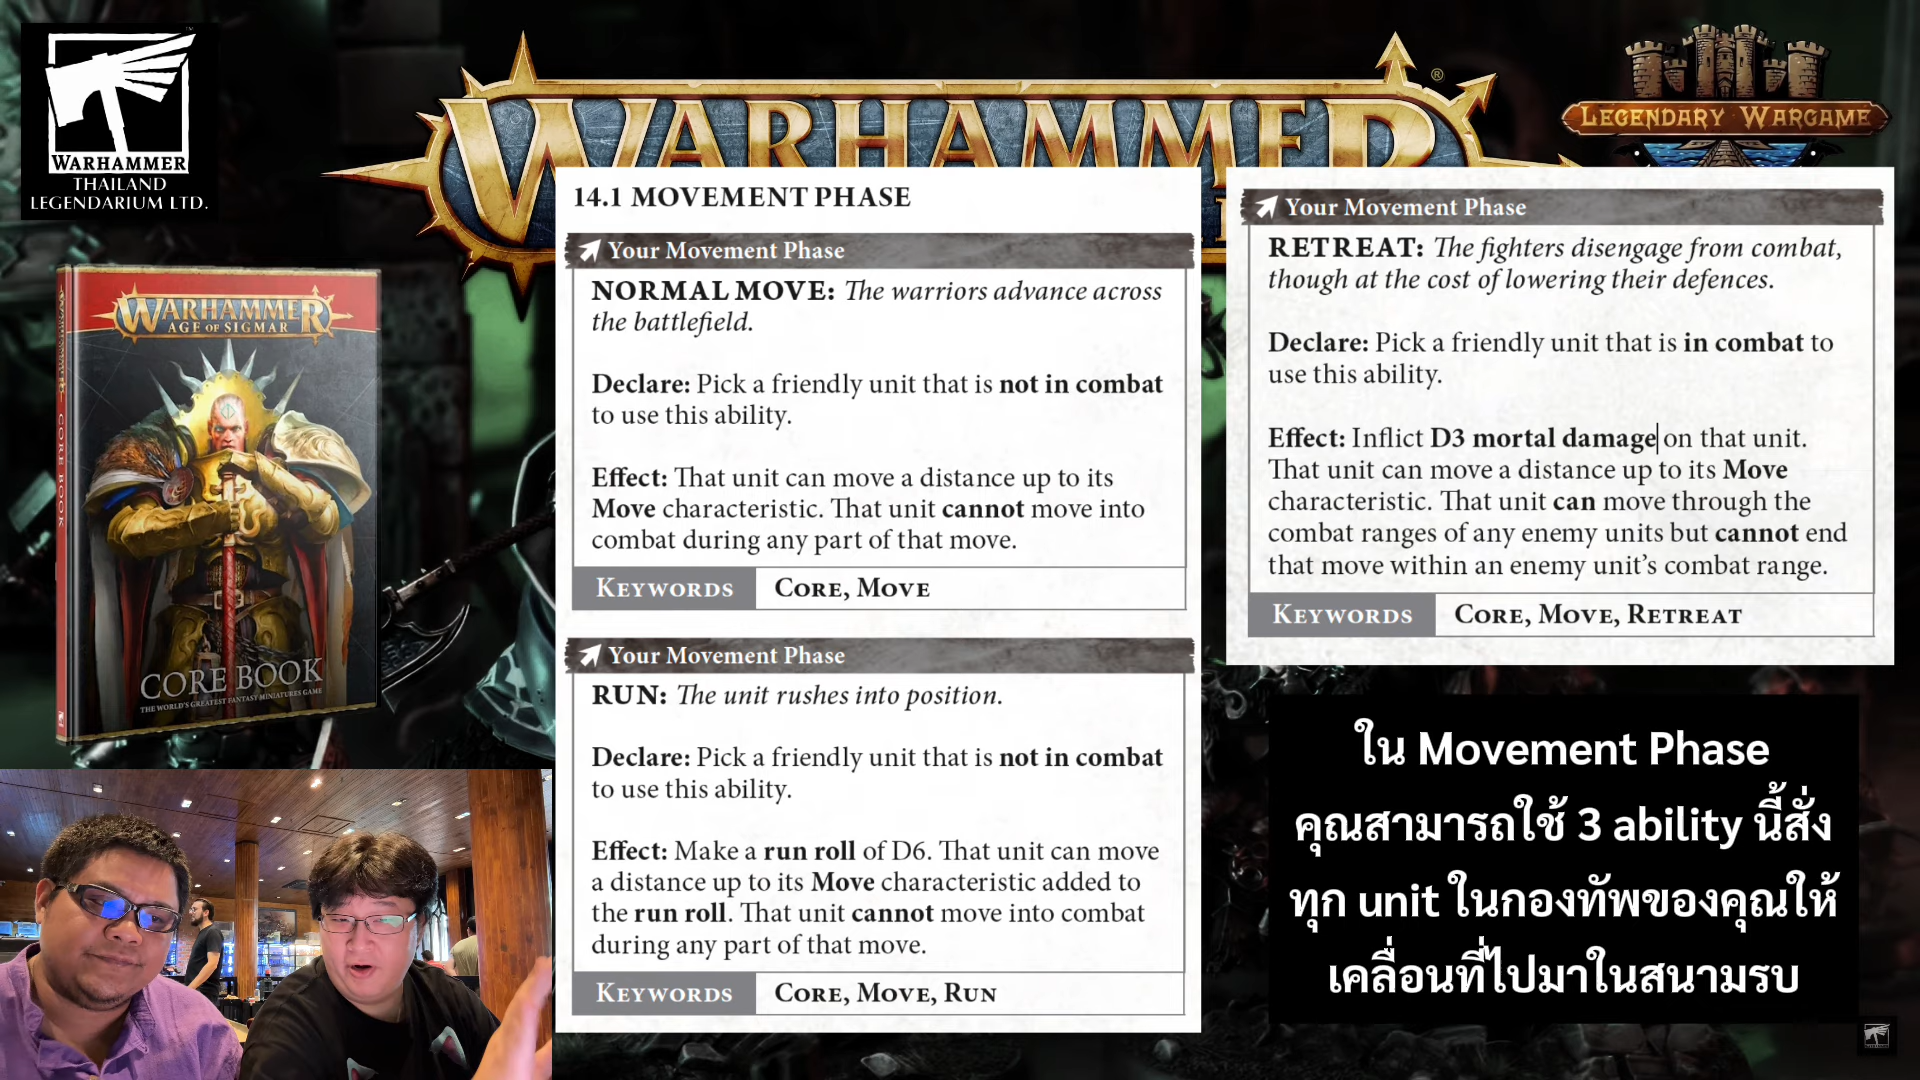 WARHAMMER
THAILAND
LEGENDARIUM LTD.
WARHAMMER
®
LEGENDARY WARGAME
WARHAMMER
AGE OF SIGMAR
CORE BOOK
CORE BOOK
THE WORLD'S GREATEST FANTASY MINIATURES GAME
14.1 MOVEMENT PHASE
Your Movement Phase
NORMAL MOVE: The warriors advance across
the battlefield.
Declare: Pick a friendly unit that is not in combat
to use this ability.
Effect: That unit can move a distance up to its
Move characteristic. That unit cannot move into
combat during any part of that move.
KEYWORDS CORE, MOVE
Your Movement Phase
RUN: The unit rushes into position.
Declare: Pick a friendly unit that is not in combat
to use this ability.
Effect: Make a run roll of D6. That unit can move
a distance up to its Move characteristic added to
the run roll. That unit cannot move into combat
during any part of that move.
KEYWORDS CORE, MOVE, RUN
Your Movement Phase
RETREAT: The fighters disengage from combat,
though at the cost of lowering their defences.
Declare: Pick a friendly unit that is in combat to
use this ability.
Effect: Inflict D3 mortal damage on that unit.
That unit can move a distance up to its Move
characteristic. That unit can move through the
combat ranges of any enemy units but cannot end
that move within an enemy unit's combat range.
KEYWORDS CORE, MOVE, RETREAT
ใน Movement Phase
คุณสามารถใช้ 3 ability นี้สั่ง
ทุก unit ในกองทัพของคุณให้
เคลื่อนที่ไปมาในสนามรบ